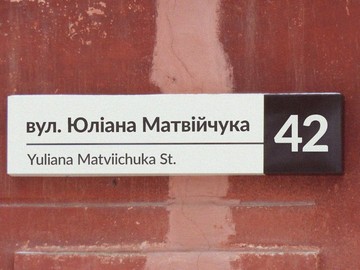 вул. Юліана Матвійчука 42
Yuliana Matviichuka St.